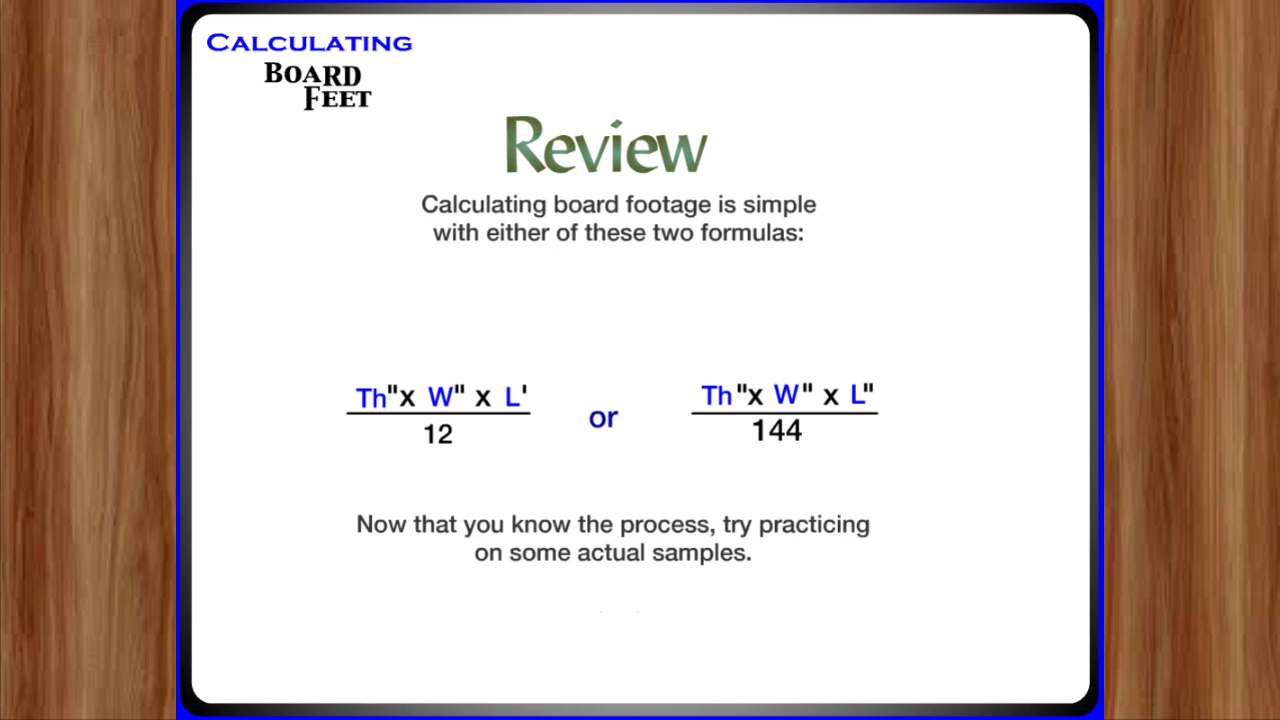 Calculating
Board
Feet
Review
Calculating board footage is simple
with either of these two formulas:
Th"x W" x L'
12
or
Th"x W" x L"
144
Now that you know the process, try practicing
on some actual samples.